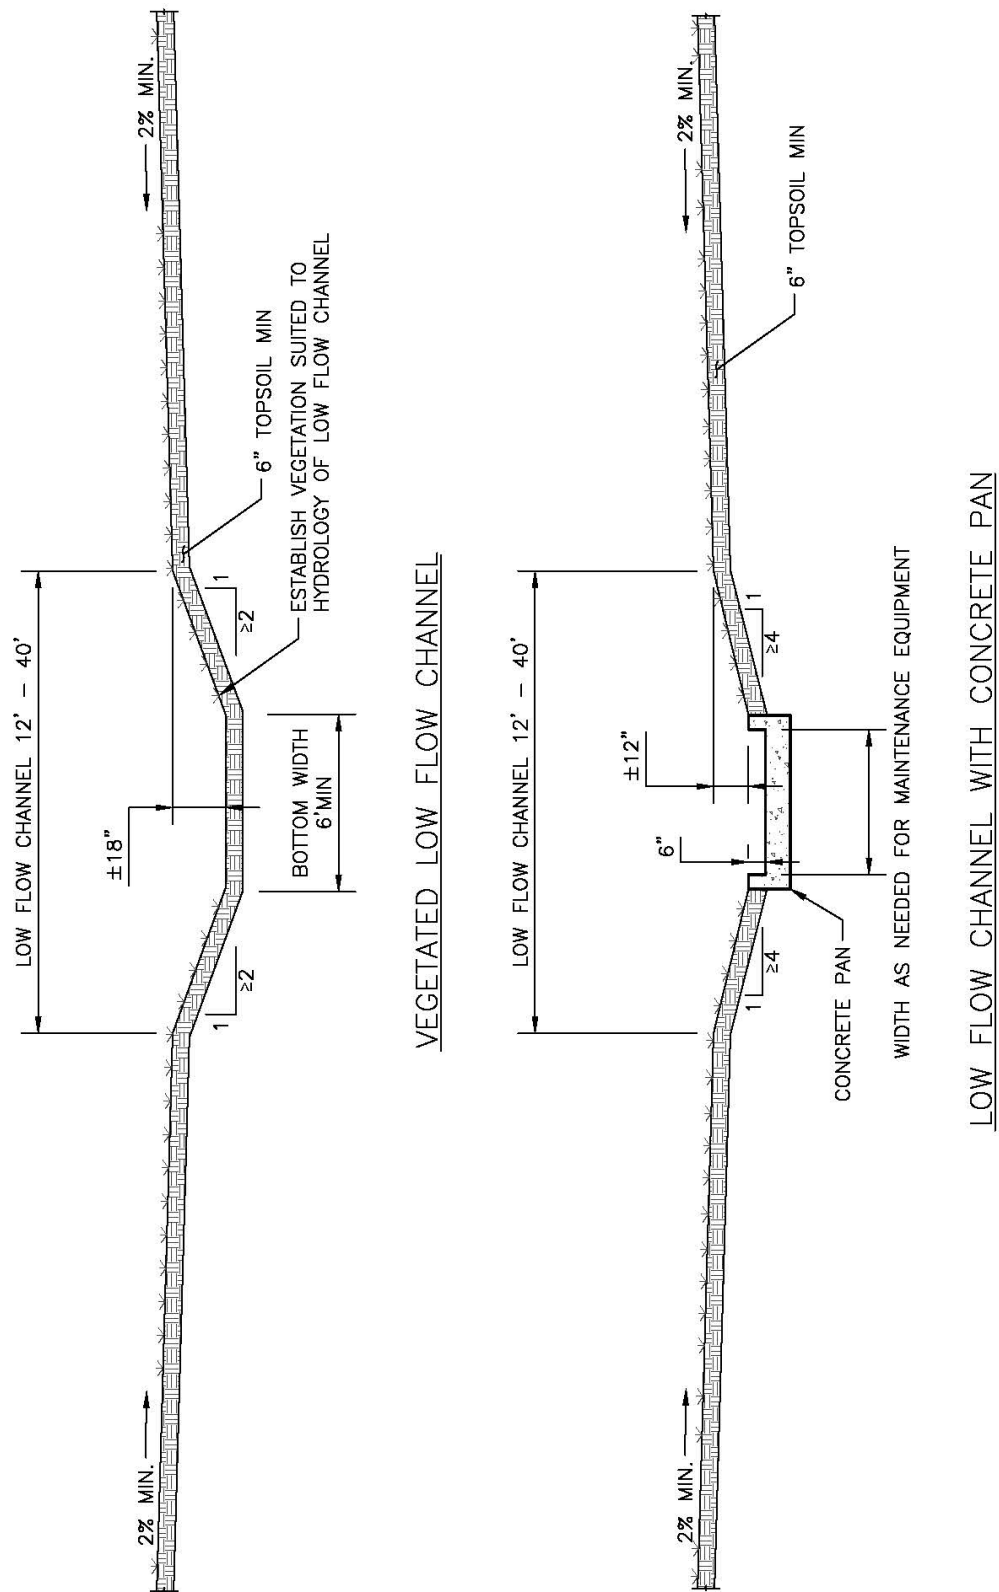 LOW FLOW CHANNEL 12' – 40'
2% MIN.
2% MIN.
±18"
6" TOPSOIL MIN
1
≥2
1
≥2
ESTABLISH VEGETATION SUITED TO
HYDROLOGY OF LOW FLOW CHANNEL
BOTTOM WIDTH
6'MIN
VEGETATED LOW FLOW CHANNEL
LOW FLOW CHANNEL 12' – 40'
2% MIN.
2% MIN.
±12"
6"
1
≥4
1
≥4
6" TOPSOIL MIN
CONCRETE PAN
WIDTH AS NEEDED FOR MAINTENANCE EQUIPMENT
LOW FLOW CHANNEL WITH CONCRETE PAN